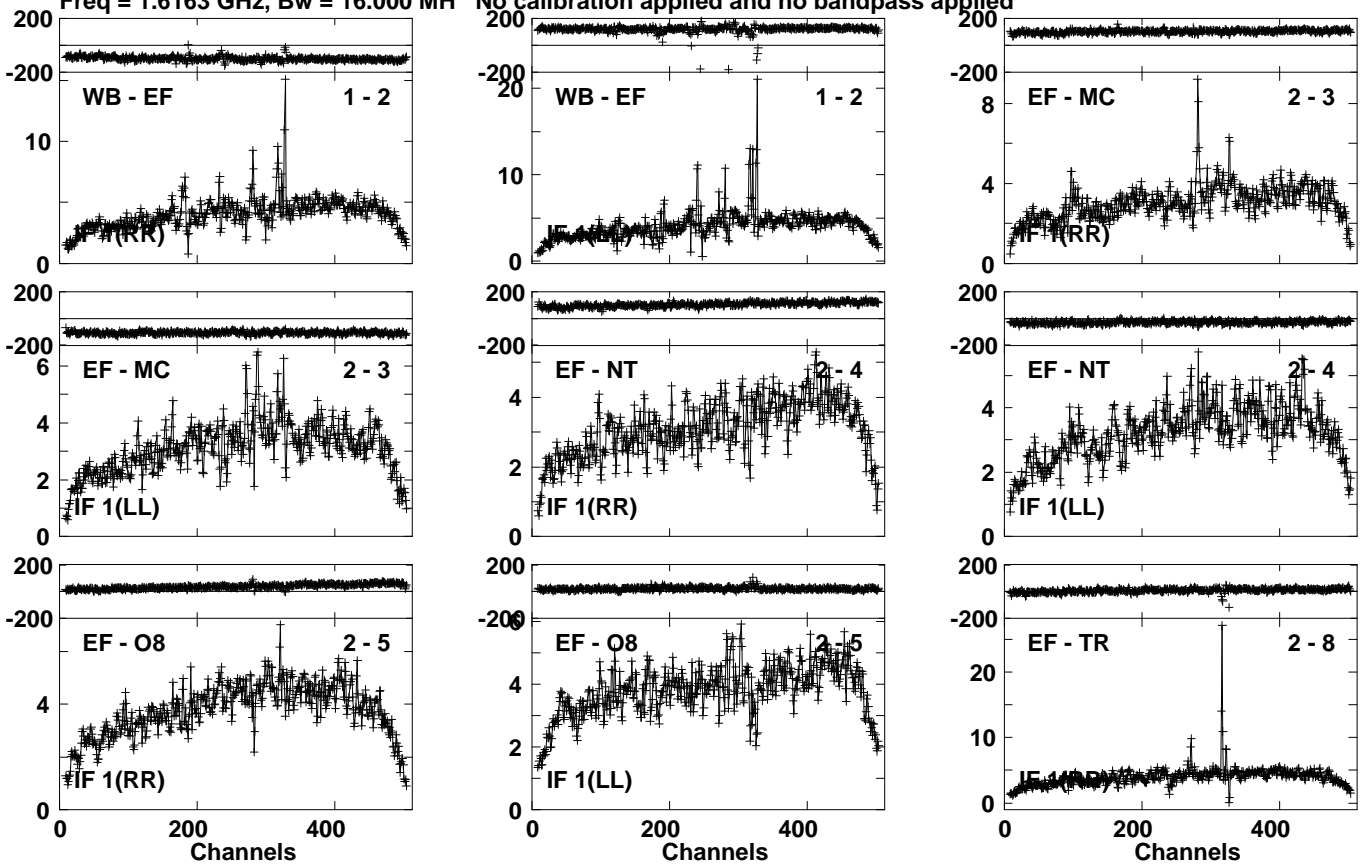 Freq = 1.6163 GHz, Bw = 16.000 MH No calibration applied and no bandpass applied
200 200 200
-200 -200 -200
WB - EF 1 - 2 WB - EF 1 - 2 EF - MC 2 - 3
20 8
10 10 4
IF 1(RR) IF 1(LL) IF 1(RR)
0 0 0
200 200 200
-200 -200 -200
EF - MC 2 - 3 EF - NT 2 - 4 EF - NT 2 - 4
6
4 4 4
2 2 2
IF 1(LL) IF 1(RR) IF 1(LL)
0 0 0
200 200 200
-200 -200 -200
6
EF - O8 2 - 5 EF - O8 2 - 5 EF - TR 2 - 8
20
4 4
10
2
IF 1(RR) IF 1(LL) IF 1(RR)
0 0 0
0 200 400 0 200 400 0 200 400
Channels Channels Channels